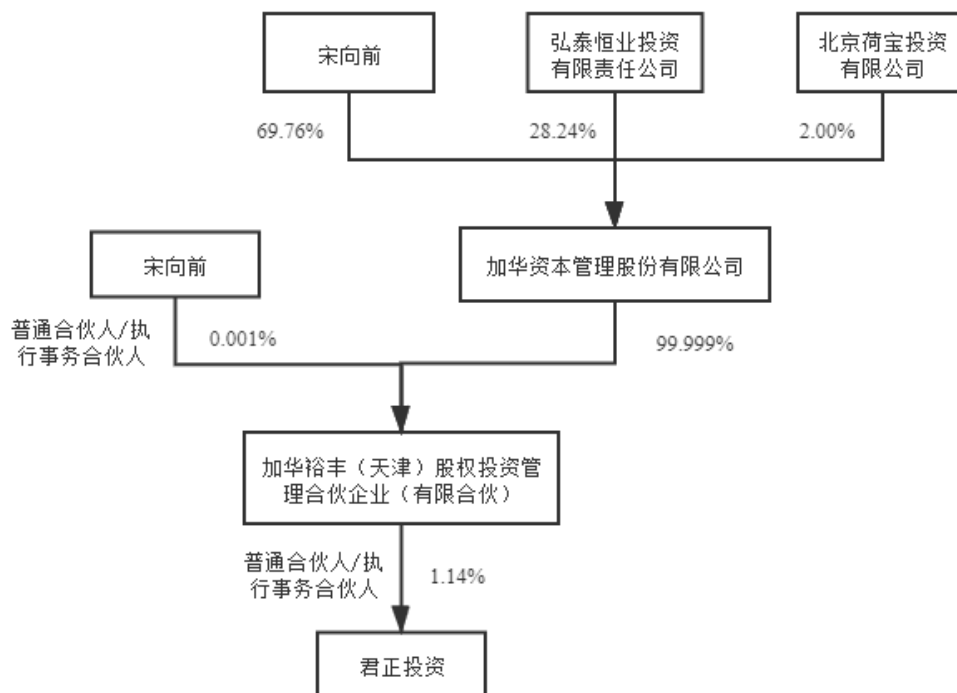 宋向前
弘泰恒业投资
有限责任公司
北京荷宝投资
有限公司
69.76%
28.24%
2.00%
宋向前
加华资本管理股份有限公司
普通合伙人/执
行事务合伙人
0.001%
99.999%
加华裕丰（天津）股权投资管
理合伙企业（有限合伙）
普通合伙人/执
行事务合伙人
1.14%
君正投资